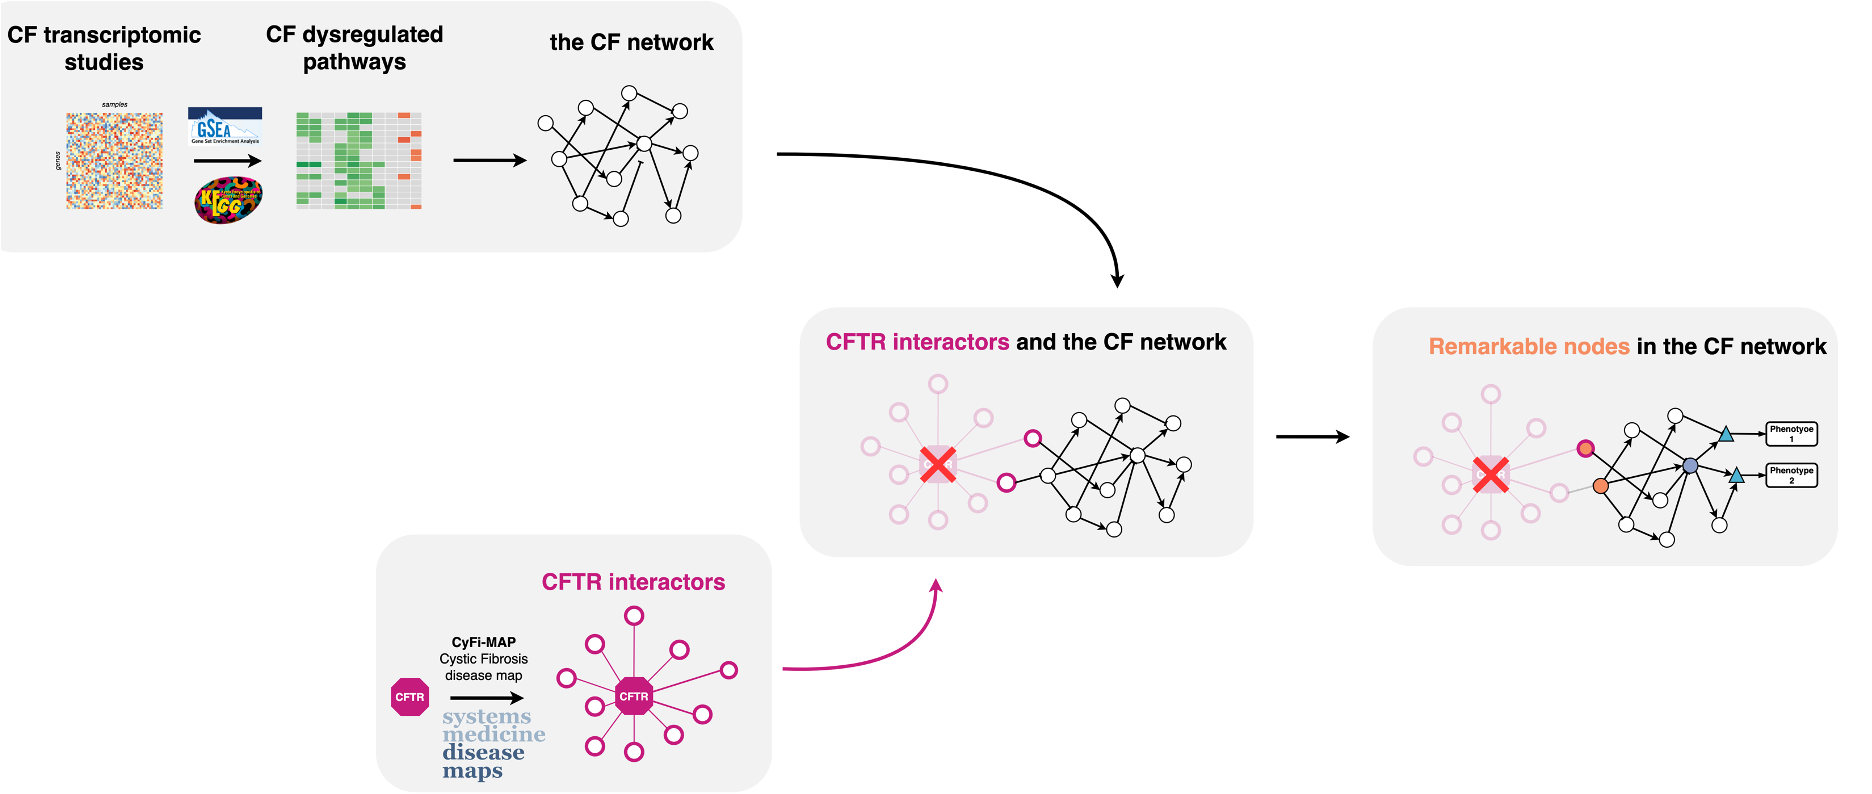 CF transcriptomic
studies
samples
genes
GSEA
Gene Set Enrichment Analysis
KEGG
CF dysregulated
pathways
the CF network
CFTR interactors
CyFi-MAP
Cystic Fibrosis
disease map
CFTR
systems
medicine
disease
maps
CFTR
CFTR interactors and the CF network
Remarkable nodes in the CF network
Phenotyoe
1
Phenotype
2